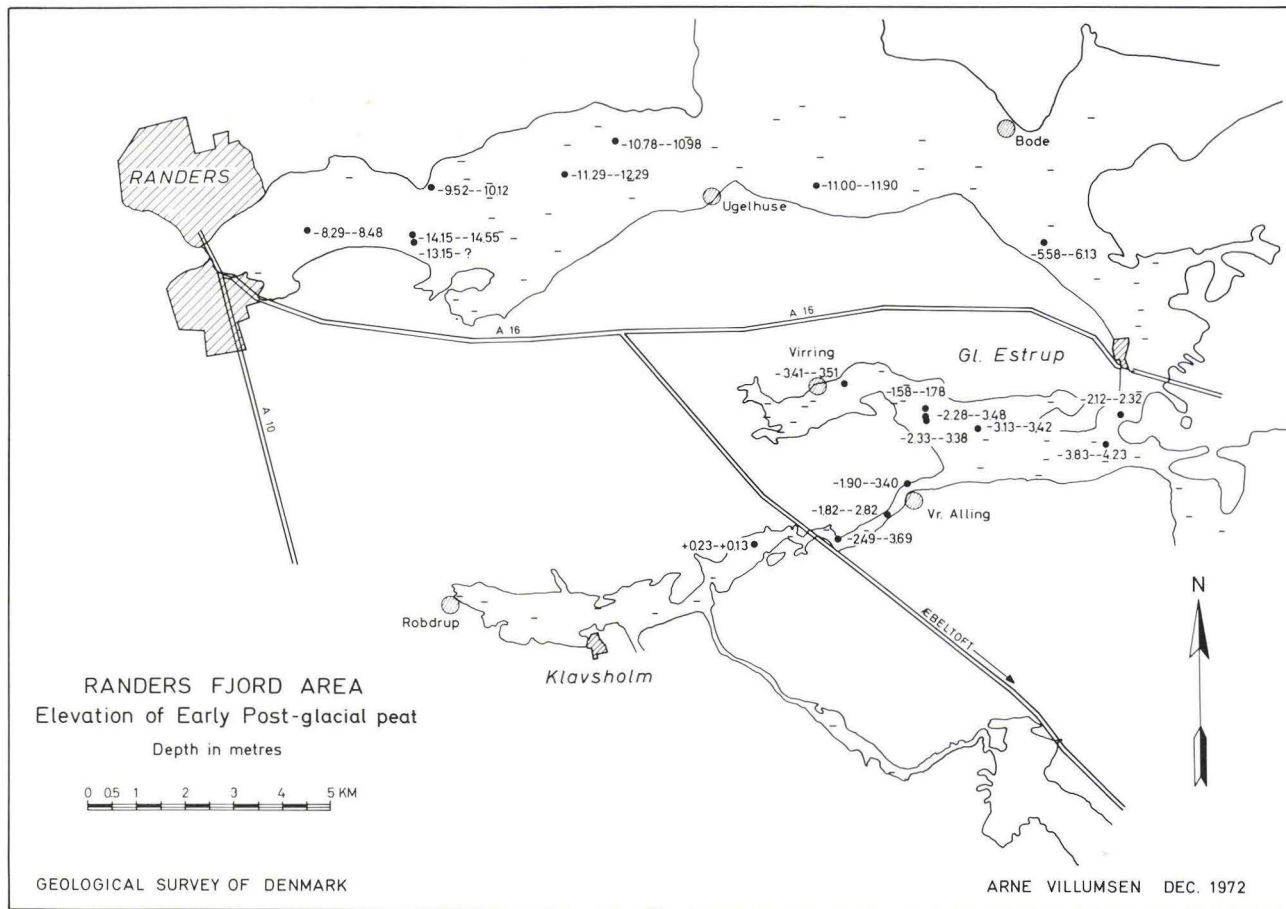 RANDERS
Bode
-10.78--10.98
-11.29--12.29
-9.52--10.12
-11.00--11.90
Ugelhuse
-8.29--8.48
-14.15--14.55
-13.15-?
-5.58--6.13
A 16
A 16
A 10
Gl. Estrup
Virring
-3.41--3.51
-1.58--1.78
-2.12--2.32
-2.28--3.48
-3.13--3.42
-2.33--3.38
-3.83--4.23
-1.90--3.40
Vr. Alling
-1.82--2.82
-2.49--3.69
+0.23-+0.13
Robdrup
Klavsholm
ÆBELTOFT
N
RANDERS FJORD AREA
Elevation of Early Post-glacial peat
Depth in metres
0 0.5 1 2 3 4 5 KM
GEOLOGICAL SURVEY OF DENMARK
ARNE VILLUMSEN DEC. 1972